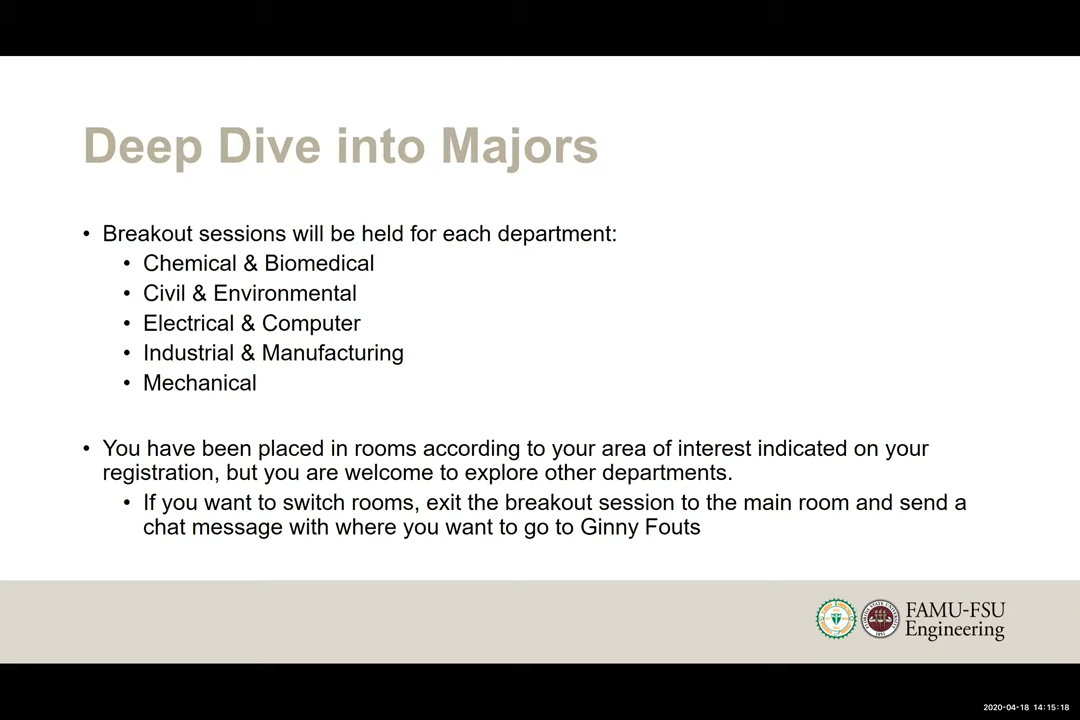 Deep Dive into Majors
• Breakout sessions will be held for each department:
• Chemical & Biomedical
• Civil & Environmental
• Electrical & Computer
• Industrial & Manufacturing
• Mechanical
• You have been placed in rooms according to your area of interest indicated on your
registration, but you are welcome to explore other departments.
• If you want to switch rooms, exit the breakout session to the main room and send a
chat message with where you want to go to Ginny Fouts
FAMU-FSU
Engineering
2020-04-18 14:15:18